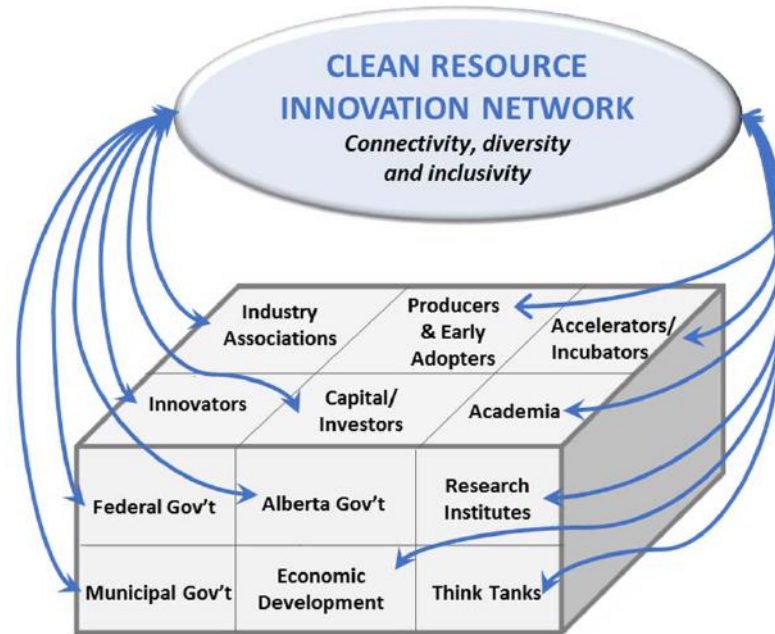 CLEAN RESOURCE
INNOVATION NETWORK
Connectivity, diversity
and inclusivity
Industry
Associations
Producers
& Early
Adopters
Accelerators/
Incubators
Innovators
Capital/
Investors
Academia
Federal Gov't
Alberta Gov't
Research
Institutes
Municipal Gov't
Economic
Development
Think Tanks